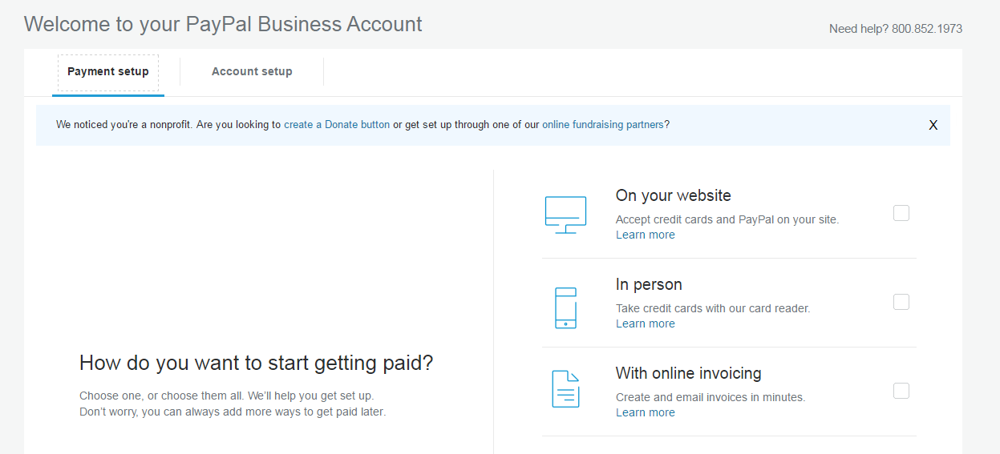 Welcome to your PayPal Business Account
Need help? 800.852.1973
Payment setup
Account setup
We noticed you're a nonprofit. Are you looking to create a Donate button or get set up through one of our online fundraising partners?
X
How do you want to start getting paid?
Choose one, or choose them all. We'll help you get set up.
Don't worry, you can always add more ways to get paid later.
On your website
Accept credit cards and PayPal on your site.
Learn more
In person
Take credit cards with our card reader.
Learn more
With online invoicing
Create and email invoices in minutes.
Learn more